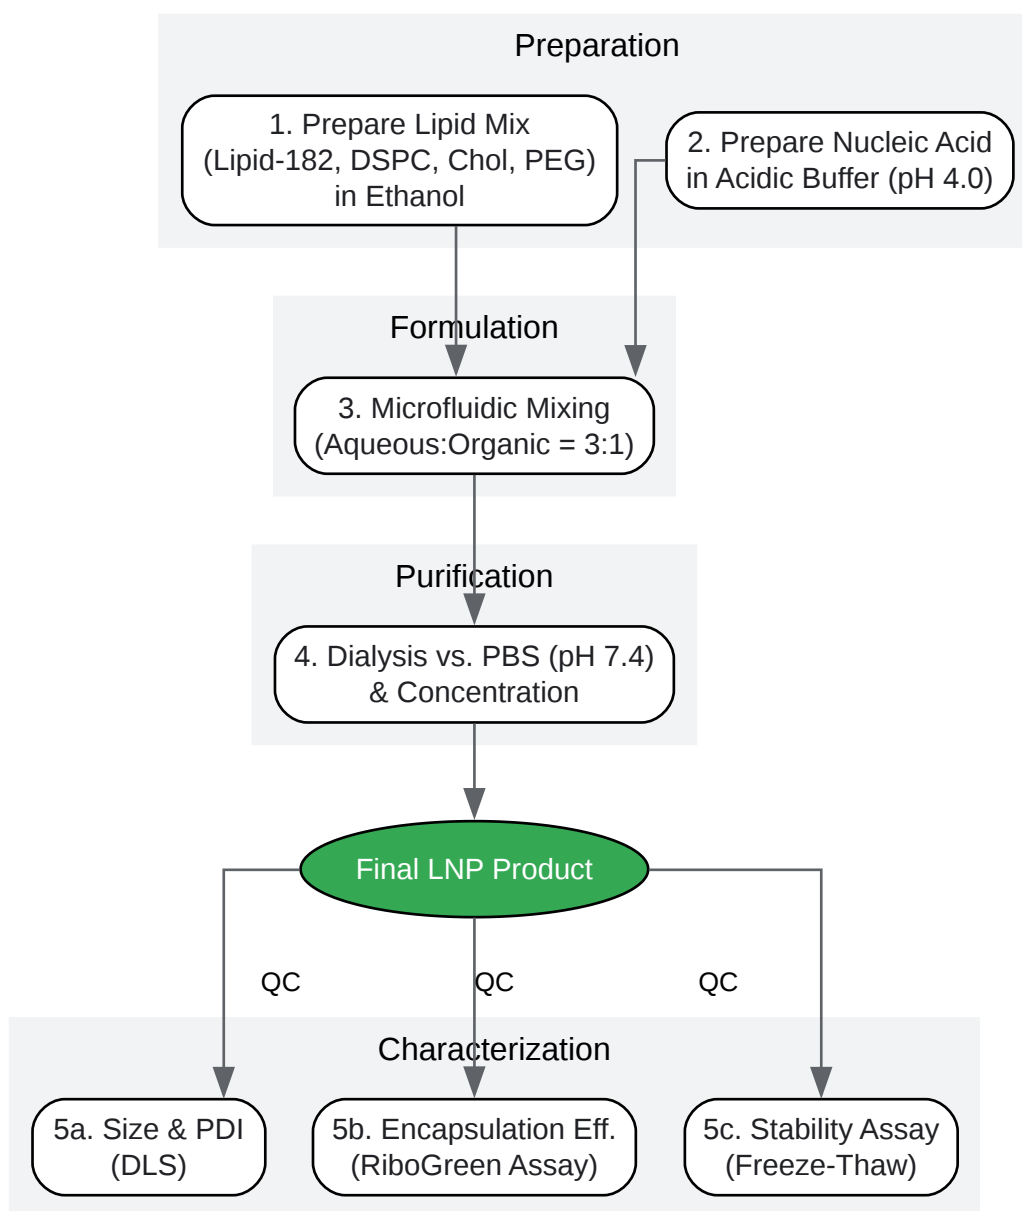 Preparation
1. Prepare Lipid Mix
(Lipid-182, DSPC, Chol, PEG)
in Ethanol
2. Prepare Nucleic Acid
in Acidic Buffer (pH 4.0)
Formulation
3. Microfluidic Mixing
(Aqueous:Organic = 3:1)
Purification
4. Dialysis vs. PBS (pH 7.4)
& Concentration
Final LNP Product
QC
QC
QC
Characterization
5a. Size & PDI
(DLS)
5b. Encapsulation Eff.
(RiboGreen Assay)
5c. Stability Assay
(Freeze-Thaw)